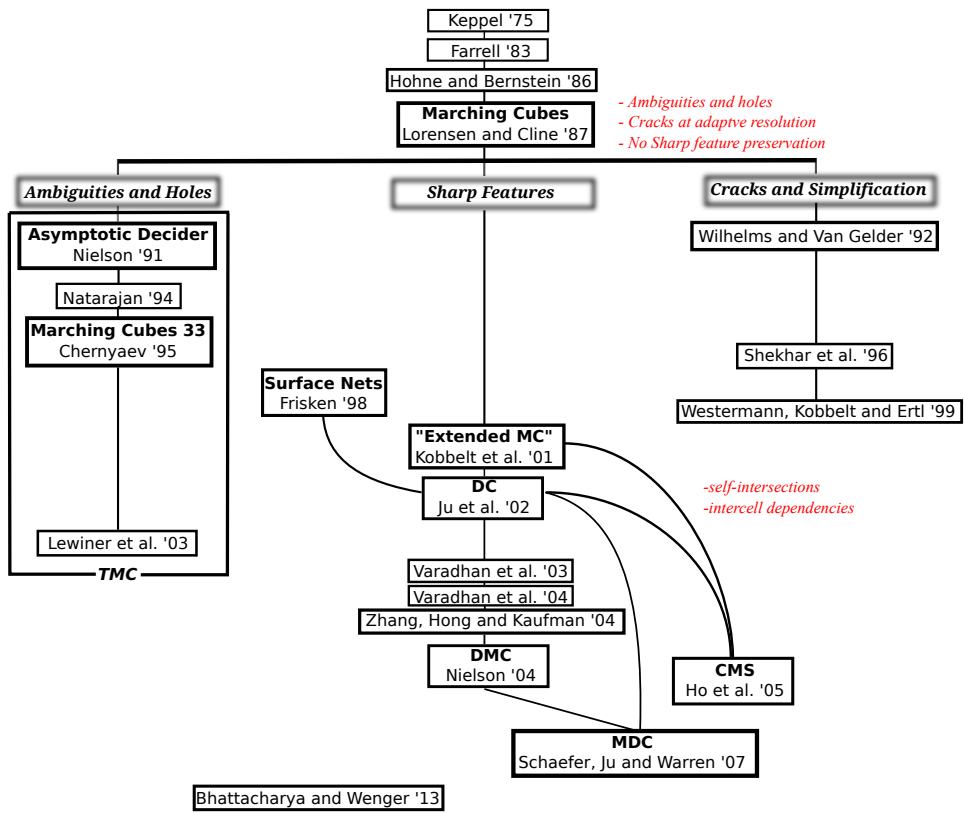 Keppel '75
Farrell '83
Hohne and Bernstein '86
Marching Cubes
Lorensen and Cline '87
- Ambiguities and holes
- Cracks at adaptve resolution
- No Sharp feature preservation
Ambiguities and Holes
Sharp Features
Cracks and Simplification
Asymptotic Decider
Nielson '91
Natarajan '94
Marching Cubes 33
Chernyaev '95
Lewiner et al. '03
TMC
Surface Nets
Frisken '98
"Extended MC"
Kobbelt et al. '01
DC
Ju et al. '02
Varadhan et al. '03
Varadhan et al. '04
Zhang, Hong and Kaufman '04
DMC
Nielson '04
MDC
Schaefer, Ju and Warren '07
Wilhelms and Van Gelder '92
Shekhar et al. '96
Westermann, Kobbelt and Ertl '99
-self-intersections
-intercell dependencies
CMS
Ho et al. '05
Bhattacharya and Wenger '13